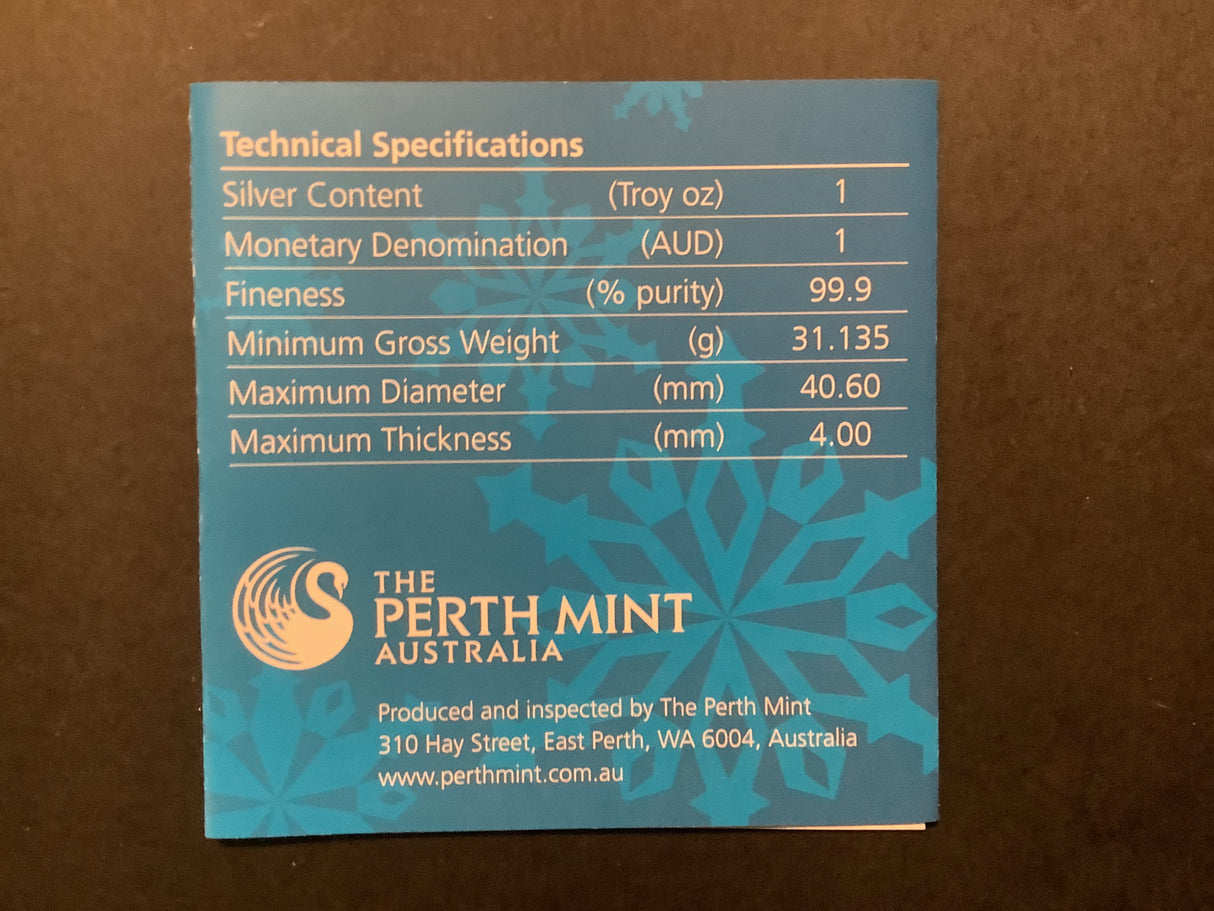 Technical Specifications
Silver Content (Troy oz) 1
Monetary Denomination (AUD) 1
Fineness (% purity) 99.9
Minimum Gross Weight (g) 31.135
Maximum Diameter (mm) 40.60
Maximum Thickness (mm) 4.00
THE
PERTH MINT
AUSTRALIA
Produced and inspected by The Perth Mint
310 Hay Street, East Perth, WA 6004, Australia
www.perthmint.com.au